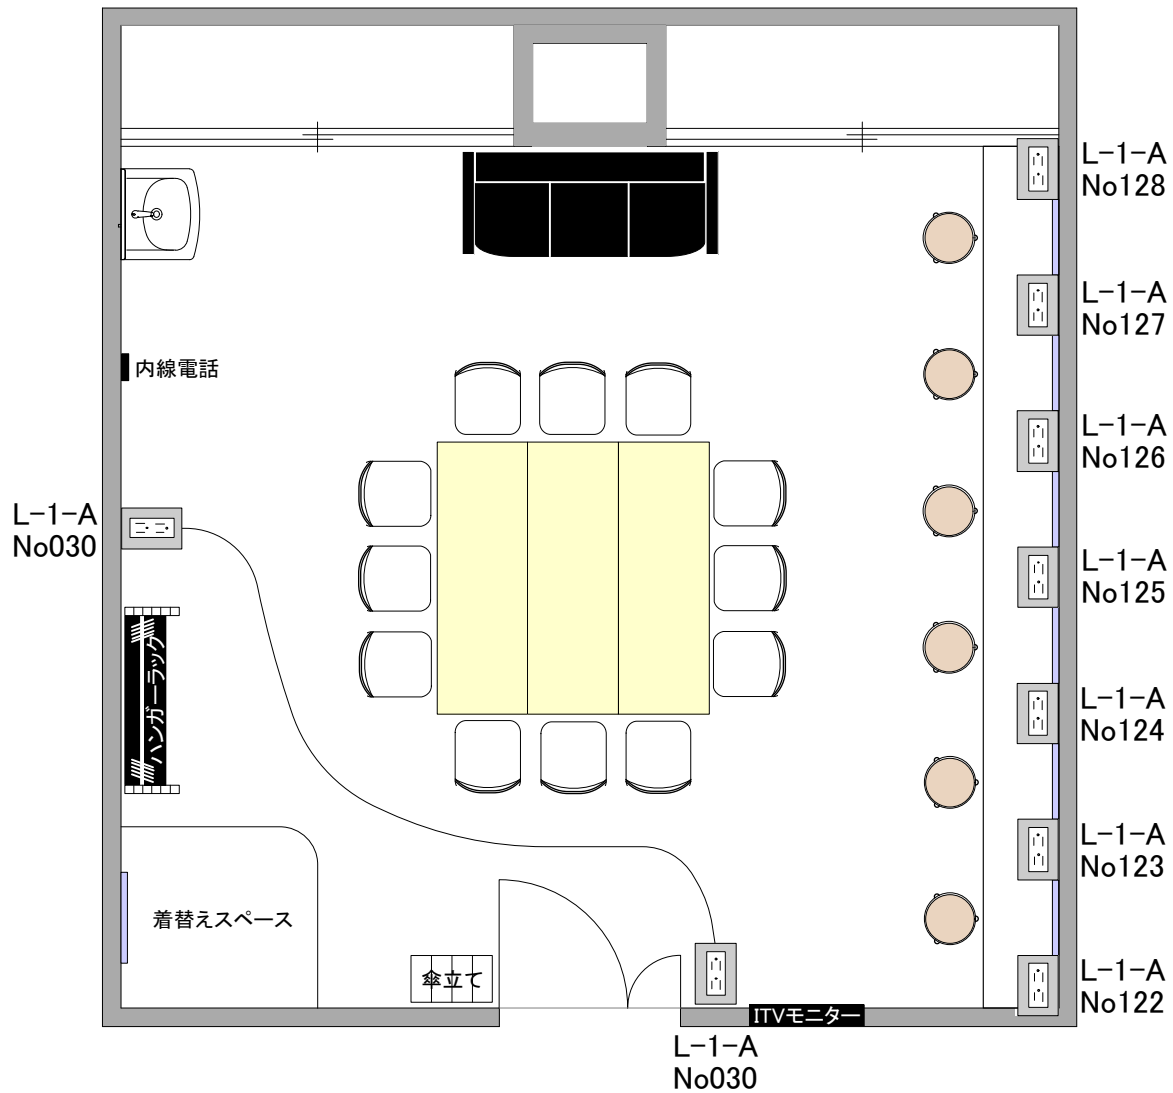 L-1-A
No128
L-1-A
No127
内線電話
L-1-A
No126
L-1-A
No030
L-1-A
No125
ハンガーラック
L-1-A
No124
L-1-A
No123
着替えスペース
傘立て
L-1-A
No122
ITVモニター
L-1-A
No030